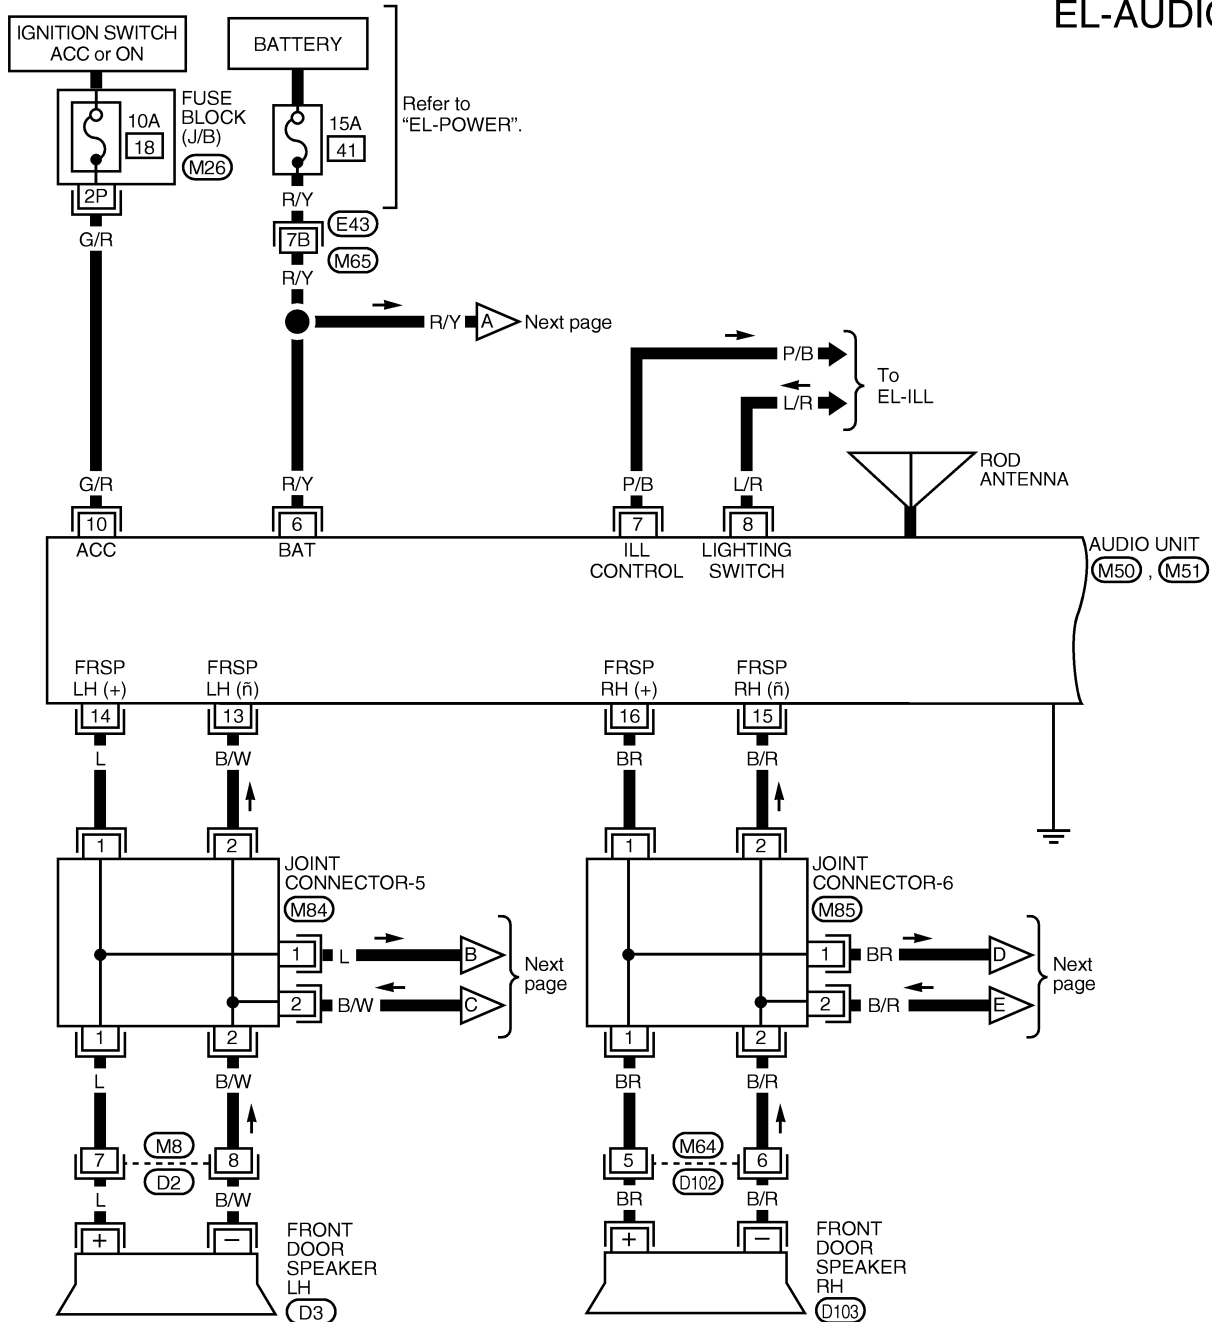 EL-AUDIO
IGNITION SWITCH
ACC or ON
BATTERY
FUSE
BLOCK
(J/B)
M26
10A
18
15A
41
Refer to
“EL-POWER”.
2P
R/Y
G/R
7B
E43
M65
R/Y
R/Y
A
Next page
P/B
L/R
To
EL-ILL
ROD
ANTENNA
G/R
R/Y
P/B
L/R
10
6
7
8
ACC
BAT
ILL
CONTROL
LIGHTING
SWITCH
AUDIO UNIT
M50 , M51
FRSP
LH (+)
FRSP
LH (ñ)
FRSP
RH (+)
FRSP
RH (ñ)
14
13
16
15
L
B/W
BR
B/R
1
2
1
2
JOINT
CONNECTOR-5
M84
JOINT
CONNECTOR-6
M85
1
L
B
2
B/W
C
Next
page
1
BR
D
2
B/R
E
Next
page
1
2
1
2
L
B/W
BR
B/R
7
M8
D2
8
5
M64
D102
6
L
B/W
BR
B/R
+
−
+
−
FRONT
DOOR
SPEAKER
LH
D3
FRONT
DOOR
SPEAKER
RH
D103